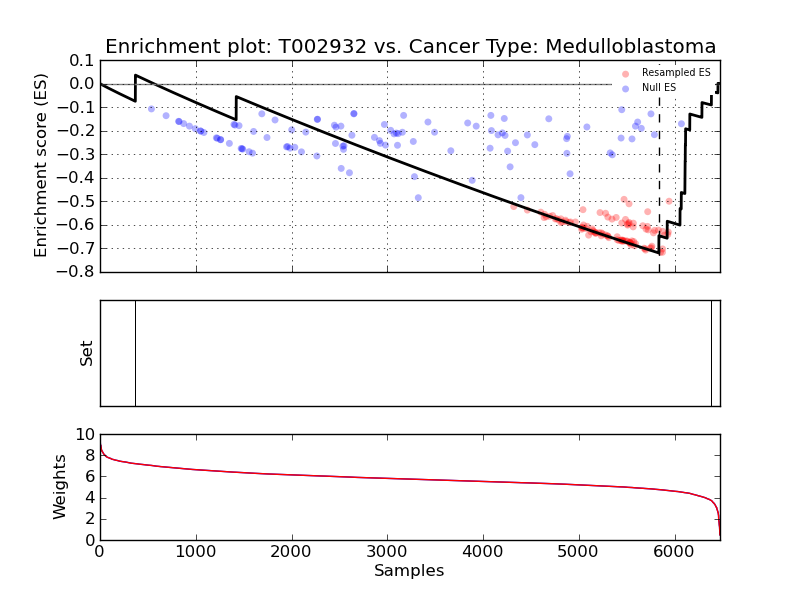 Enrichment plot: T002932 vs. Cancer Type: Medulloblastoma
Enrichment score (ES)
0.1
0.0
−0.1
−0.2
−0.3
−0.4
−0.5
−0.6
−0.7
−0.8
Resampled ES
Null ES
Set
Weights
10
8
6
4
2
0
0 1000 2000 3000 4000 5000 6000
Samples